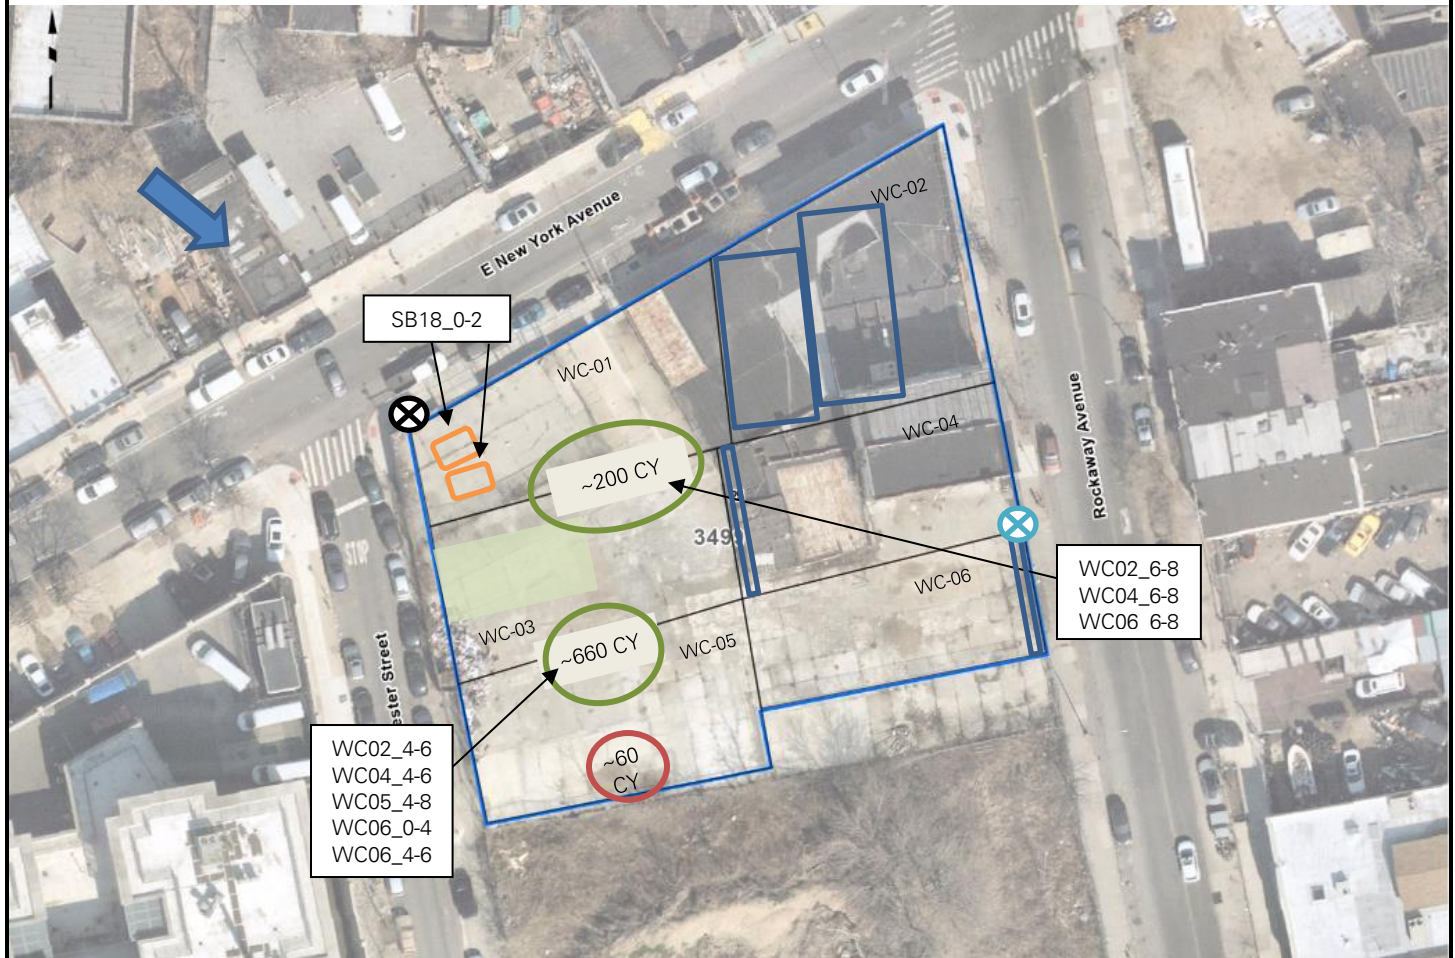 WC-02
E New York Avenue
SB18_0-2
WC-01
Rockaway Avenue
WC-04
~200 CY
349
WC02_6-8
WC04_6-8
WC06 6-8
WC-06
WC-03
~660 CY
WC-05
ester Street
WC02_4-6
WC04_4-6
WC05_4-8
WC06_0-4
WC06_4-6
~60
CY
STOP